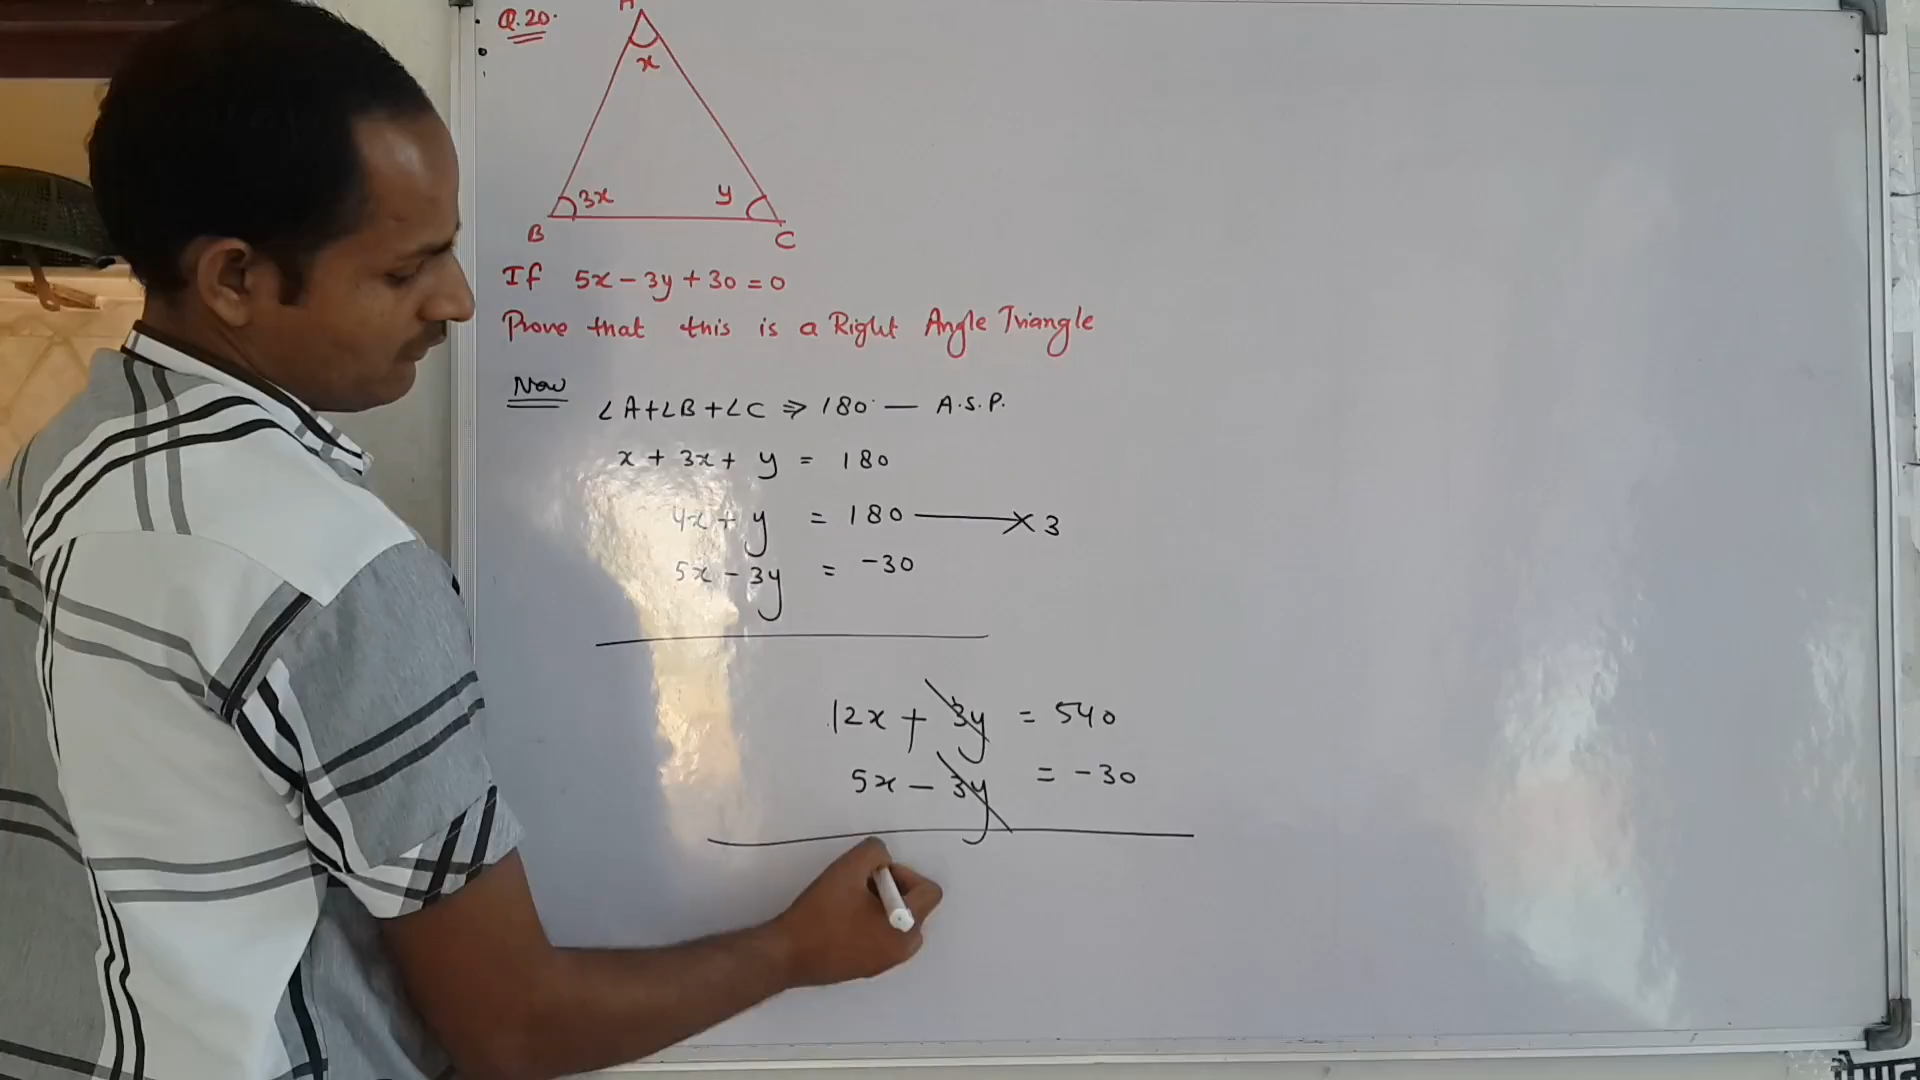 Q.20.
A
x
3x y
B C
If 5x - 3y + 30 = 0
Prove that this is a Right Angle Triangle
Now ∠A+∠B+∠C ⇒ 180° — A.S.P.
x + 3x + y = 180
4x + y = 180 ——× 3
5x - 3y = -30
12x + 3y = 540
5x - 3y = -30